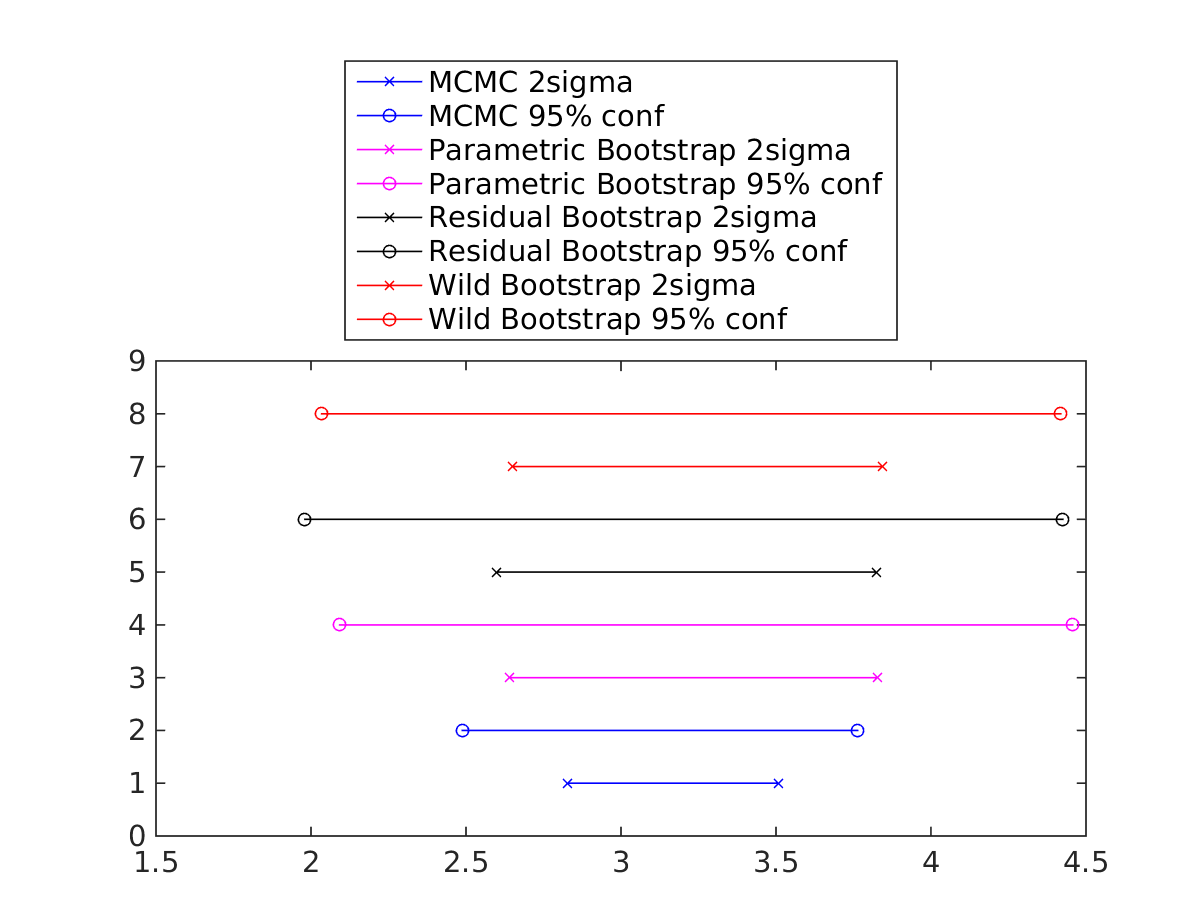 MCMC 2sigma
MCMC 95% conf
Parametric Bootstrap 2sigma
Parametric Bootstrap 95% conf
Residual Bootstrap 2sigma
Residual Bootstrap 95% conf
Wild Bootstrap 2sigma
Wild Bootstrap 95% conf
9
8
7
6
5
4
3
2
1
0
1.5 2 2.5 3 3.5 4 4.5